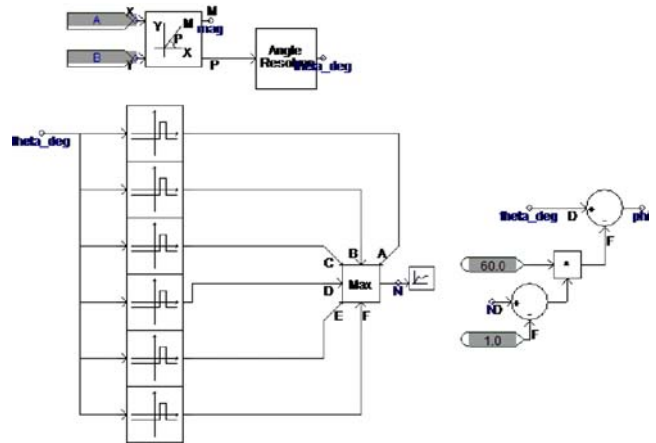 A
X
Y
M
P
X
M
mag
B
Y
P
Angle
Resolver
theta_deg
theta_deg
C
B
A
D
Max
N
E
F
theta_deg
D
+
-
phi
F
60.0
*
N
D
+
-
1.0
F